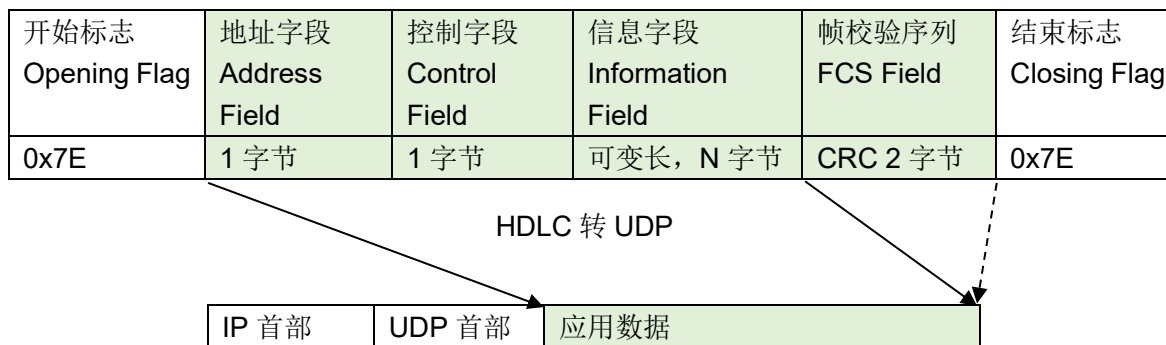 开始标志 地址字段 控制字段 信息字段 帧校验序列 结束标志
Opening Flag Address Control Information FCS Field Closing Flag
Field Field Field
0x7E 1 字节 1 字节 可变长，N 字节 CRC 2 字节 0x7E
HDLC 转 UDP
IP 首部 UDP 首部 应用数据